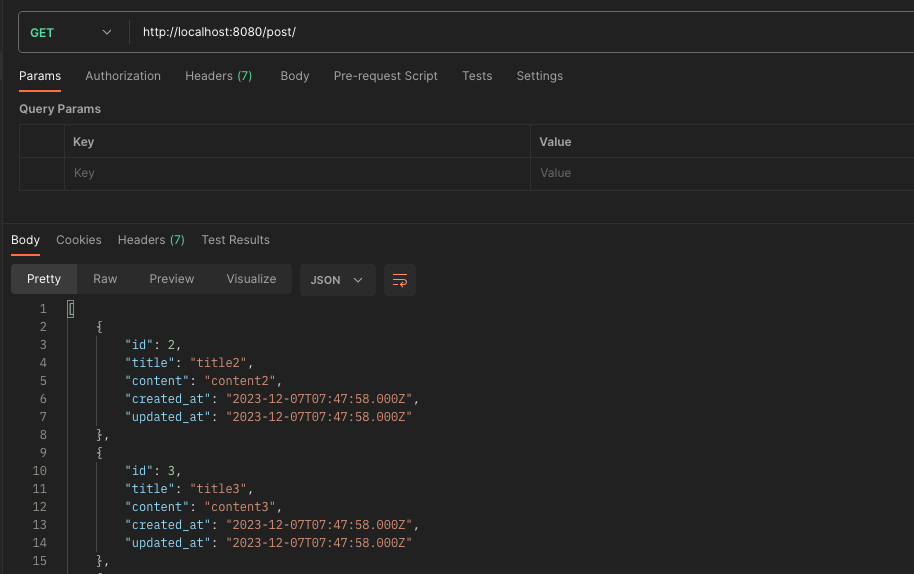 GET http://localhost:8080/post/
Params Authorization Headers (7) Body Pre-request Script Tests Settings
Query Params
Key Value
Key Value
Body Cookies Headers (7) Test Results
Pretty Raw Preview Visualize JSON
1 [
2 {
3 "id": 2,
4 "title": "title2",
5 "content": "content2",
6 "created_at": "2023-12-07T07:47:58.000Z",
7 "updated_at": "2023-12-07T07:47:58.000Z"
8 },
9 {
10 "id": 3,
11 "title": "title3",
12 "content": "content3",
13 "created_at": "2023-12-07T07:47:58.000Z",
14 "updated_at": "2023-12-07T07:47:58.000Z"
15 },